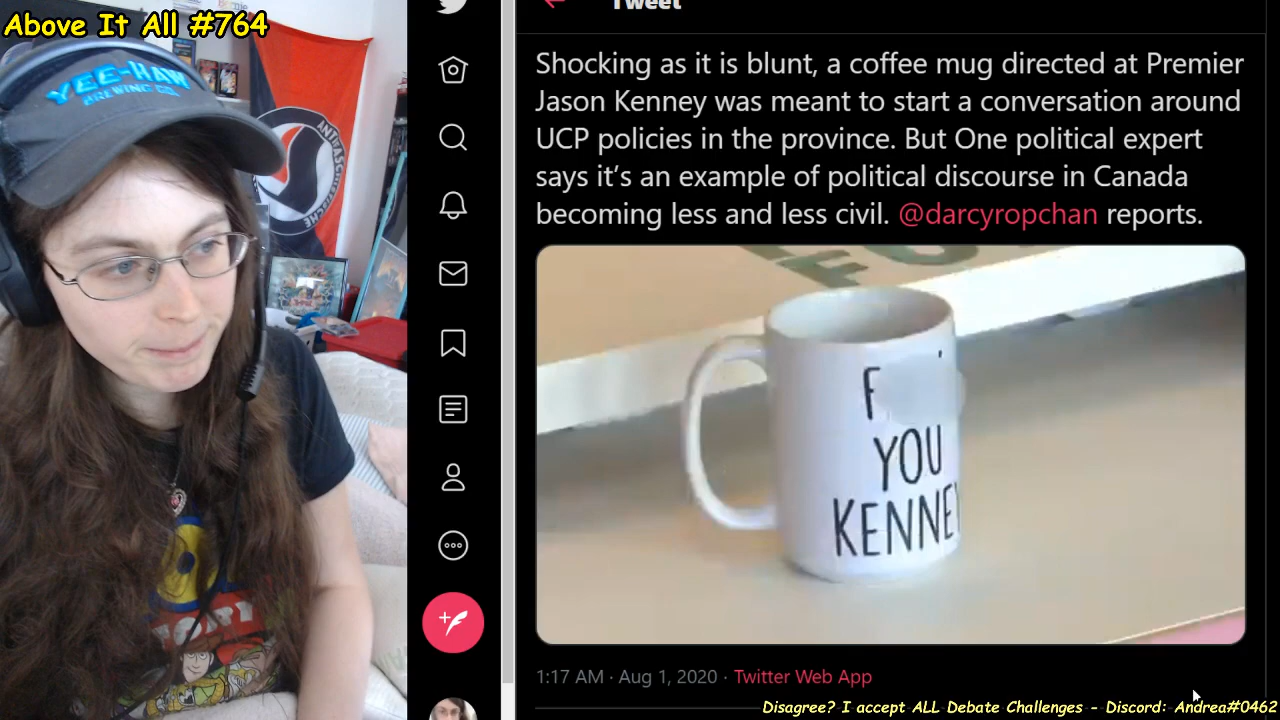 Above It All #764
YEE-HAW
BREWING CO.
ANTIFASCHISTISCHE
Tweet
Shocking as it is blunt, a coffee mug directed at Premier
Jason Kenney was meant to start a conversation around
UCP policies in the province. But One political expert
says it’s an example of political discourse in Canada
becoming less and less civil. @darcyropchan reports.
F '
YOU
KENNEY
1:17 AM · Aug 1, 2020 · Twitter Web App
Disagree? I accept ALL Debate Challenges - Discord: Andrea#0462